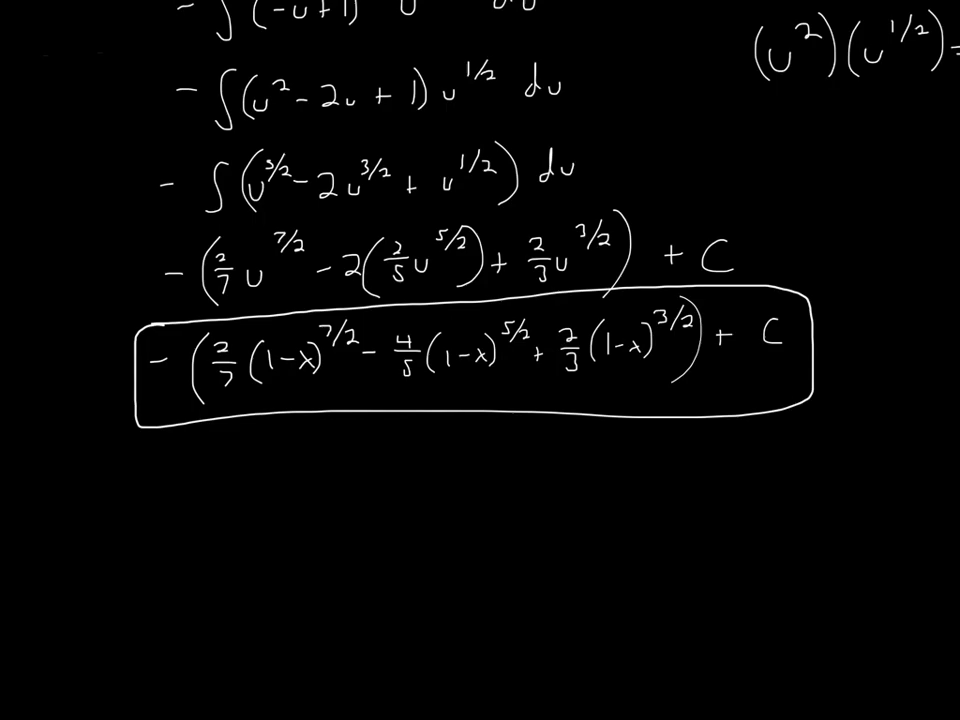 - ∫(-u+1)
(u²)(u^1/2)=
- ∫(u² - 2u + 1) u^1/2 du
- ∫(u^5/2 - 2u^3/2 + u^1/2) du
- (2/7 u^7/2 - 2(2/5 u^5/2) + 2/3 u^3/2) + C
- (2/7 (1-x)^7/2 - 4/5 (1-x)^5/2 + 2/3 (1-x)^3/2) + C